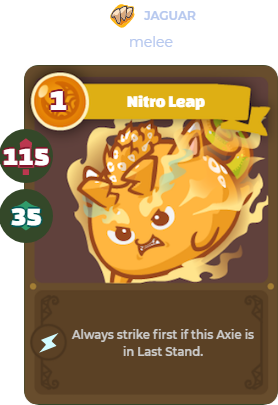 JAGUAR
melee
1
Nitro Leap
115
35
Always strike first if this Axie is
in Last Stand.